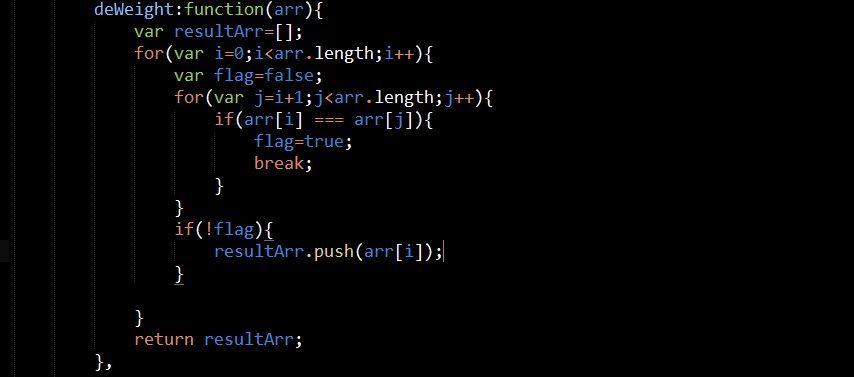 deWeight:function(arr){
var resultArr=[];
for(var i=0;i<arr.length;i++){
var flag=false;
for(var j=i+1;j<arr.length;j++){
if(arr[i] === arr[j]){
flag=true;
break;
}
}
if(!flag){
resultArr.push(arr[i]);
}
}
return resultArr;
},